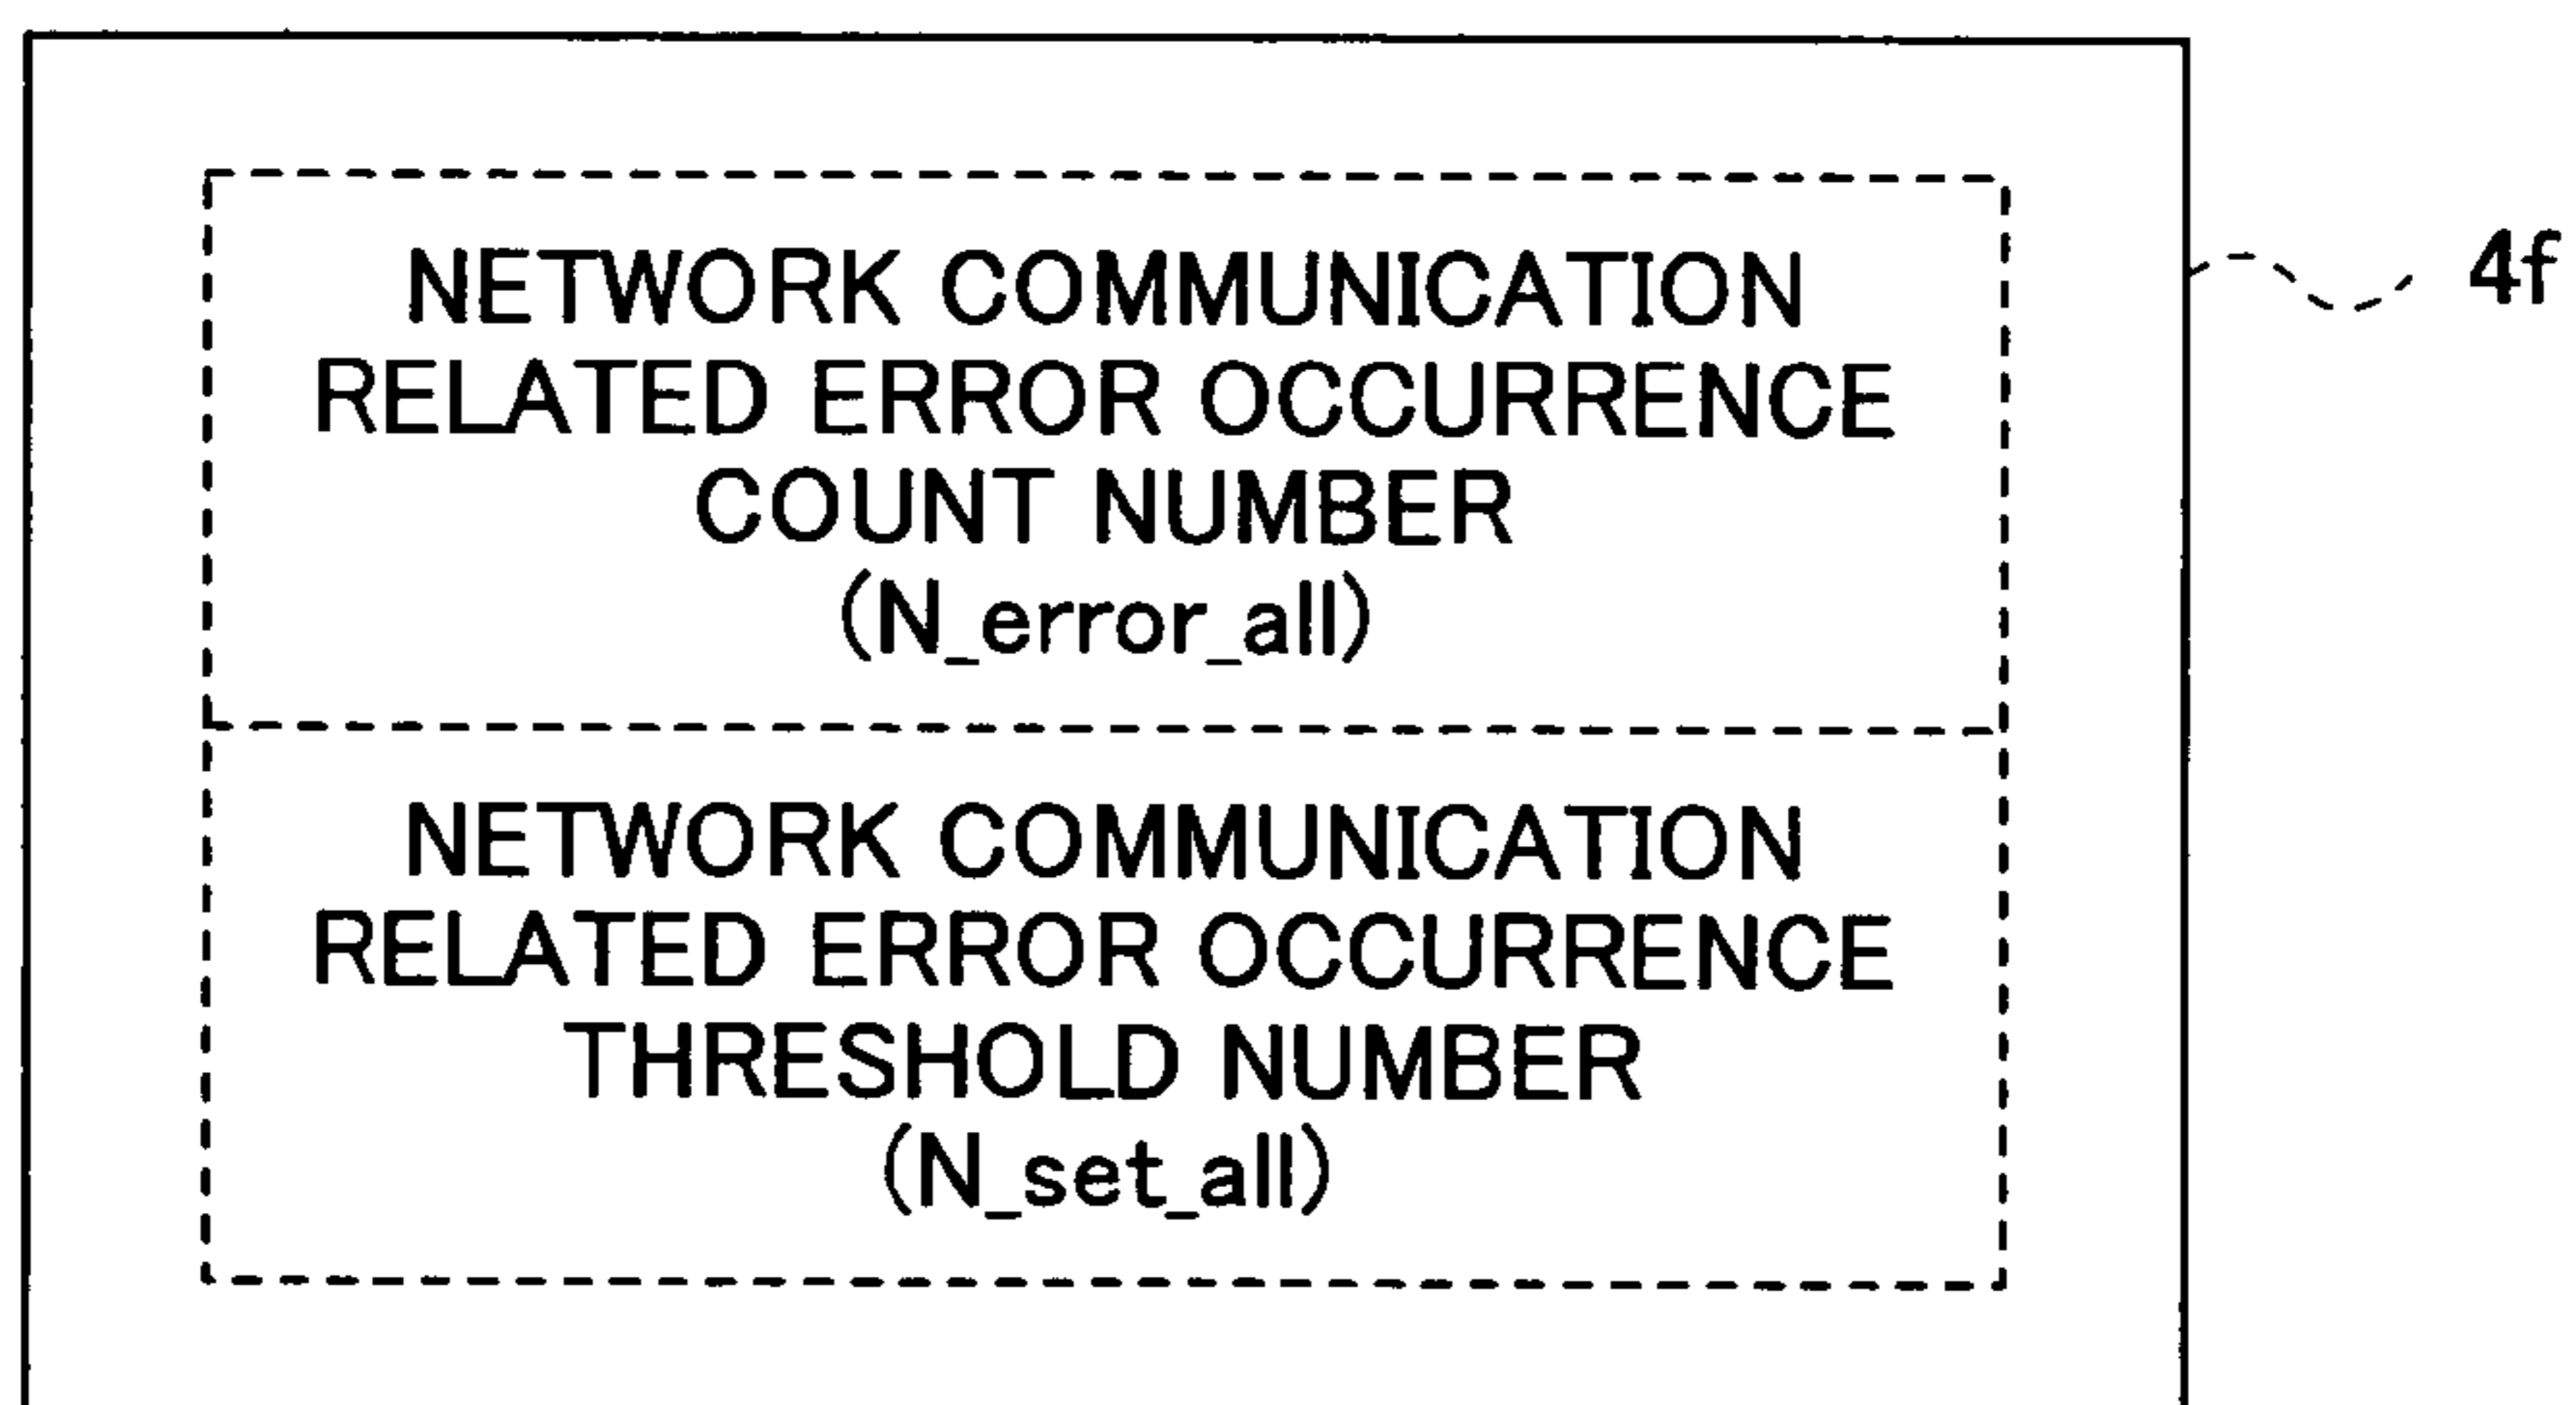 NETWORK COMMUNICATION
RELATED ERROR OCCURRENCE
COUNT NUMBER
(N_error_all)
4f
NETWORK COMMUNICATION
RELATED ERROR OCCURRENCE
THRESHOLD NUMBER
(N_set_all)